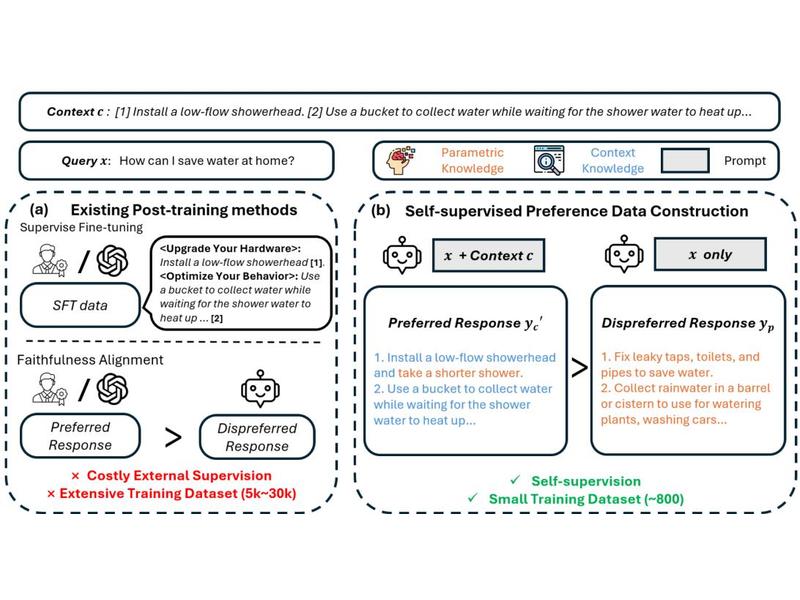 Context c : [1] Install a low-flow showerhead. [2] Use a bucket to collect water while waiting for the shower water to heat up...
Query x: How can I save water at home?
Parametric
Knowledge
Context
Knowledge
Prompt
(a) Existing Post-training methods
Supervise Fine-tuning
/
SFT data
<Upgrade Your Hardware>:
Install a low-flow showerhead [1].
<Optimize Your Behavior>: Use
a bucket to collect water while
waiting for the shower water to
heat up ... [2]
Faithfulness Alignment
/
Preferred
Response
>
Dispreferred
Response
× Costly External Supervision
× Extensive Training Dataset (5k~30k)
(b) Self-supervised Preference Data Construction
x + Context c
x only
Preferred Response y_c'
1. Install a low-flow showerhead
and take a shorter shower.
2. Use a bucket to collect water
while waiting for the shower
water to heat up...
>
Dispreferred Response y_p
1. Fix leaky taps, toilets, and
pipes to save water.
2. Collect rainwater in a barrel
or cistern to use for watering
plants, washing cars...
✓ Self-supervision
✓ Small Training Dataset (~800)